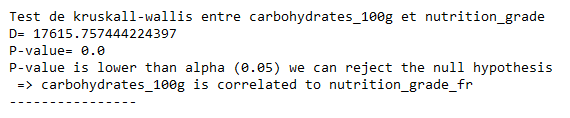 Test de kruskall-wallis entre carbohydrates_100g et nutrition_grade
D= 17615.757444224397
P-value= 0.0
P-value is lower than alpha (0.05) we can reject the null hypothesis
 => carbohydrates_100g is correlated to nutrition_grade_fr
----------------